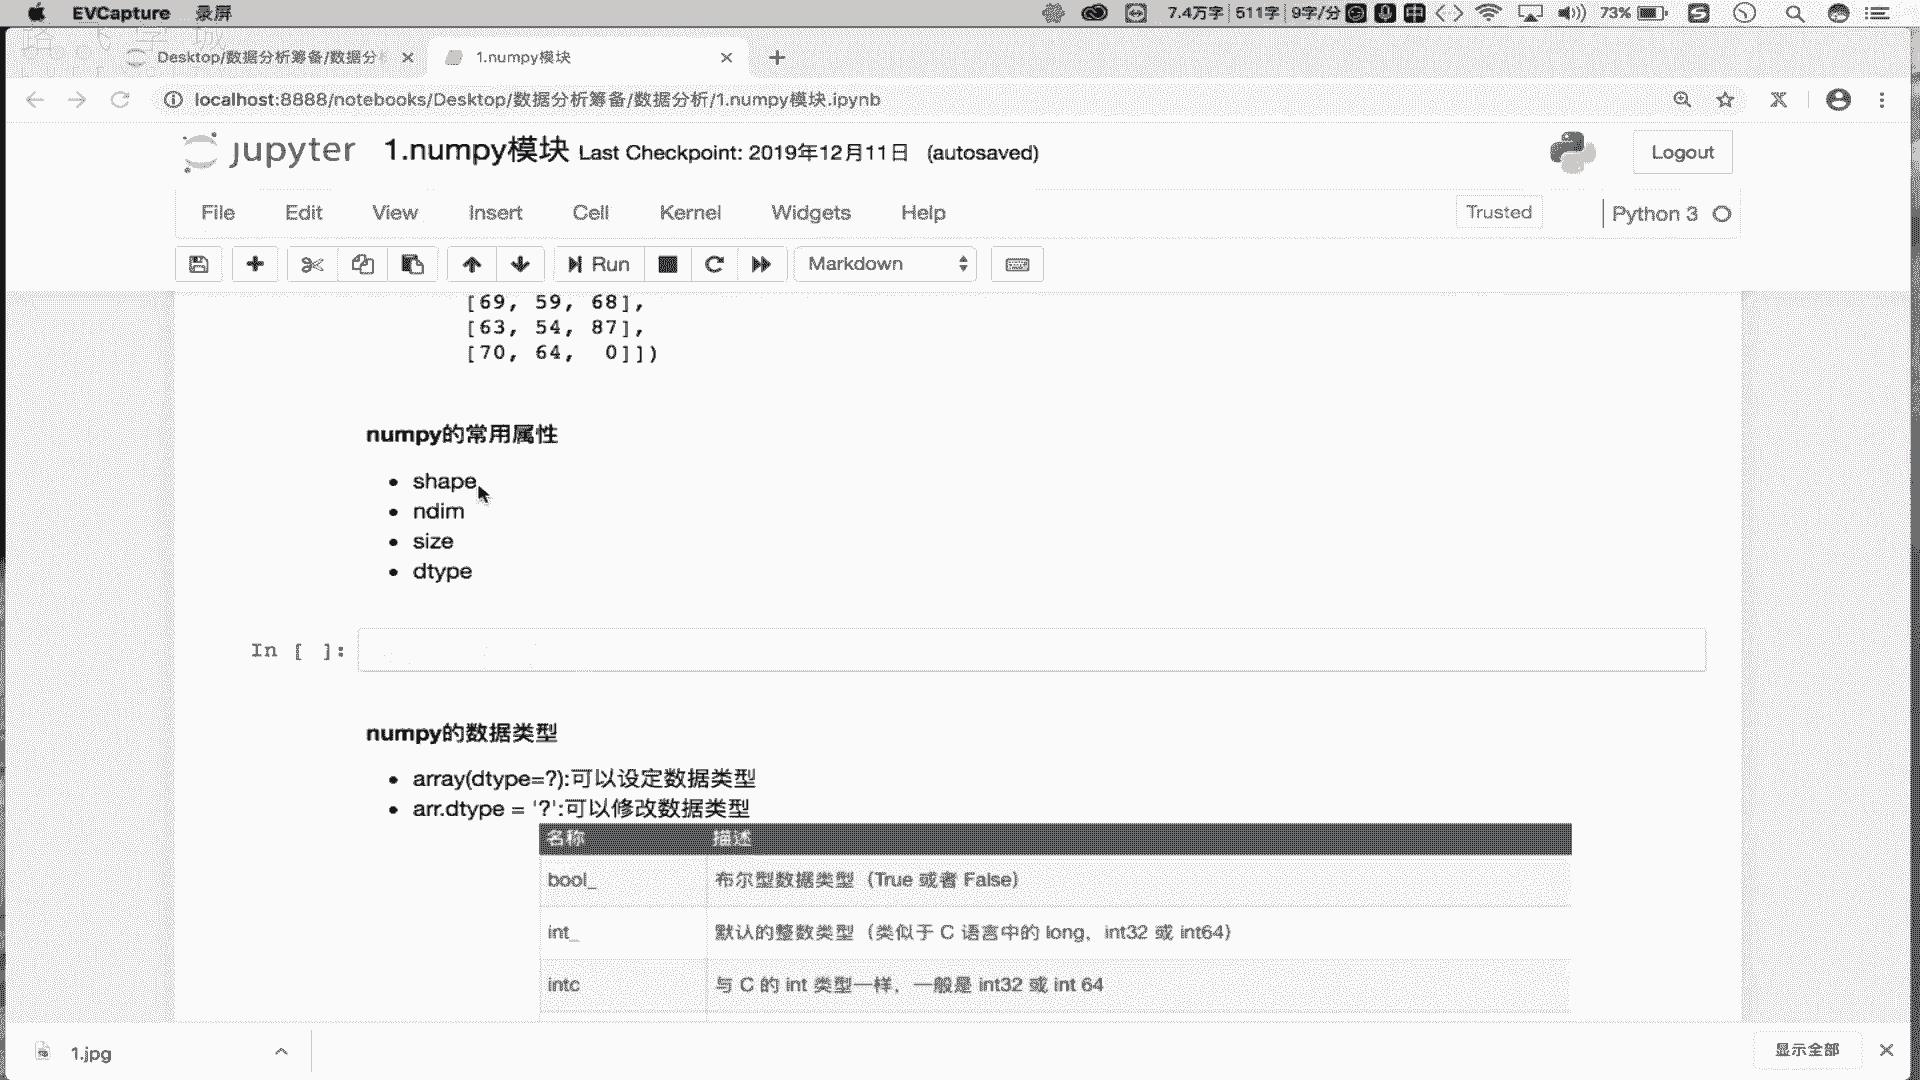 EVCapture 录屏 7.4万字 511字 9字/分 73%
Desktop/数据分析筹备/数据分 1.numpy模块
localhost:8888/notebooks/Desktop/数据分析筹备/数据分析/1.numpy模块.ipynb
jupyter 1.numpy模块 Last Checkpoint: 2019年12月11日 (autosaved) Logout
File Edit View Insert Cell Kernel Widgets Help Trusted Python 3
Run Markdown
[69, 59, 68],
[63, 54, 87],
[70, 64, 0]])
numpy的常用属性
shape
ndim
size
dtype
In [ ]:
numpy的数据类型
array(dtype=?):可以设定数据类型
arr.dtype = '?':可以修改数据类型
名称 描述
bool_ 布尔型数据类型（True 或者 False）
int_ 默认的整数类型（类似于 C 语言中的 long，int32 或 int64）
intc 与 C 的 int 类型一样，一般是 int32 或 int 64
1.jpg 显示全部